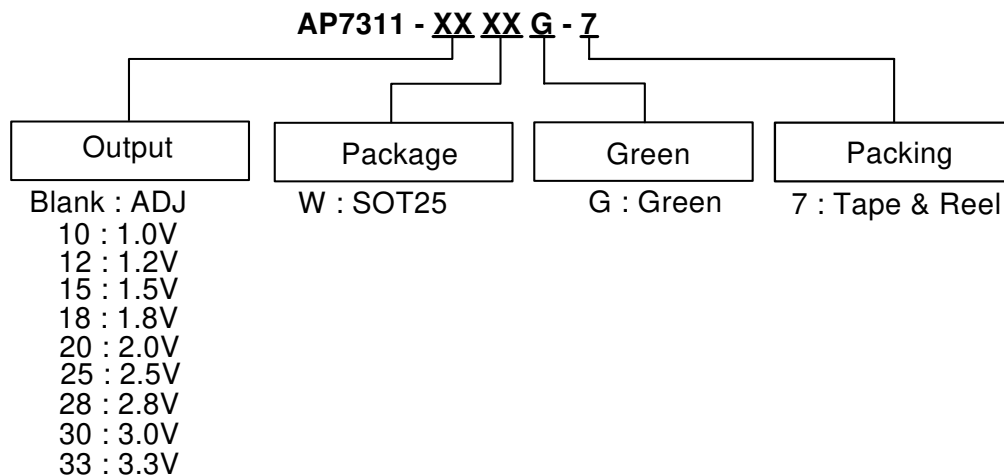 AP7311 - XX XX G - 7
Output
Package
Green
Packing
Blank : ADJ
10 : 1.0V
12 : 1.2V
15 : 1.5V
18 : 1.8V
20 : 2.0V
25 : 2.5V
28 : 2.8V
30 : 3.0V
33 : 3.3V
W : SOT25
G : Green
7 : Tape & Reel